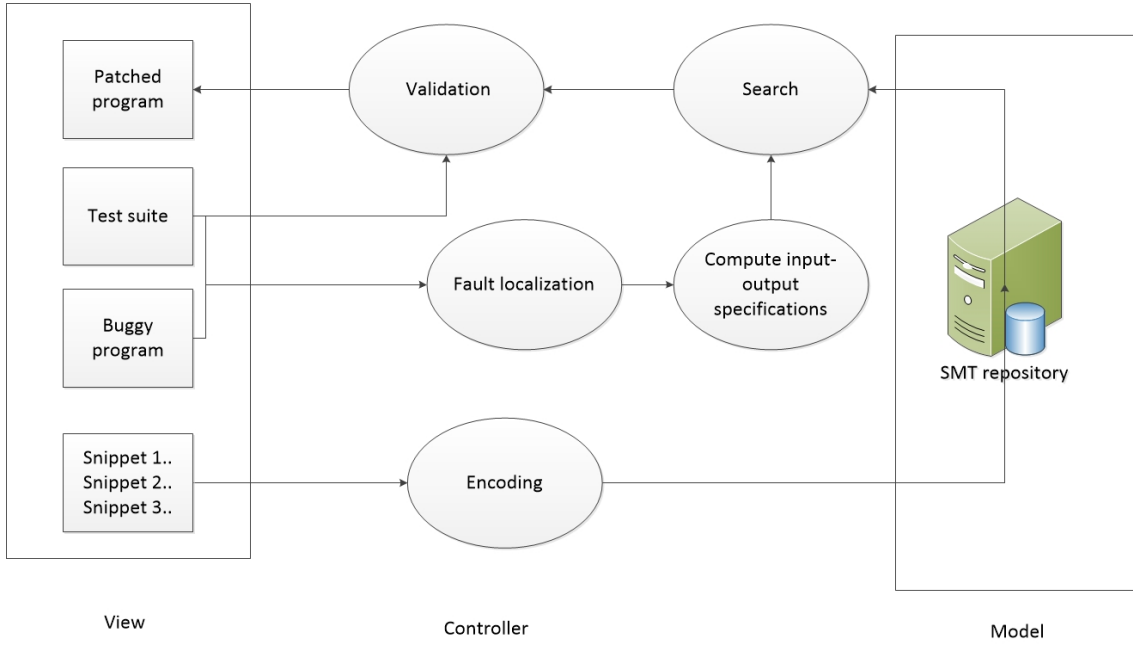 Patched
program
Validation
Search
Test suite
Fault localization
Compute input-
output
specifications
Buggy
program
SMT repository
Snippet 1..
Snippet 2..
Snippet 3..
Encoding
View
Controller
Model